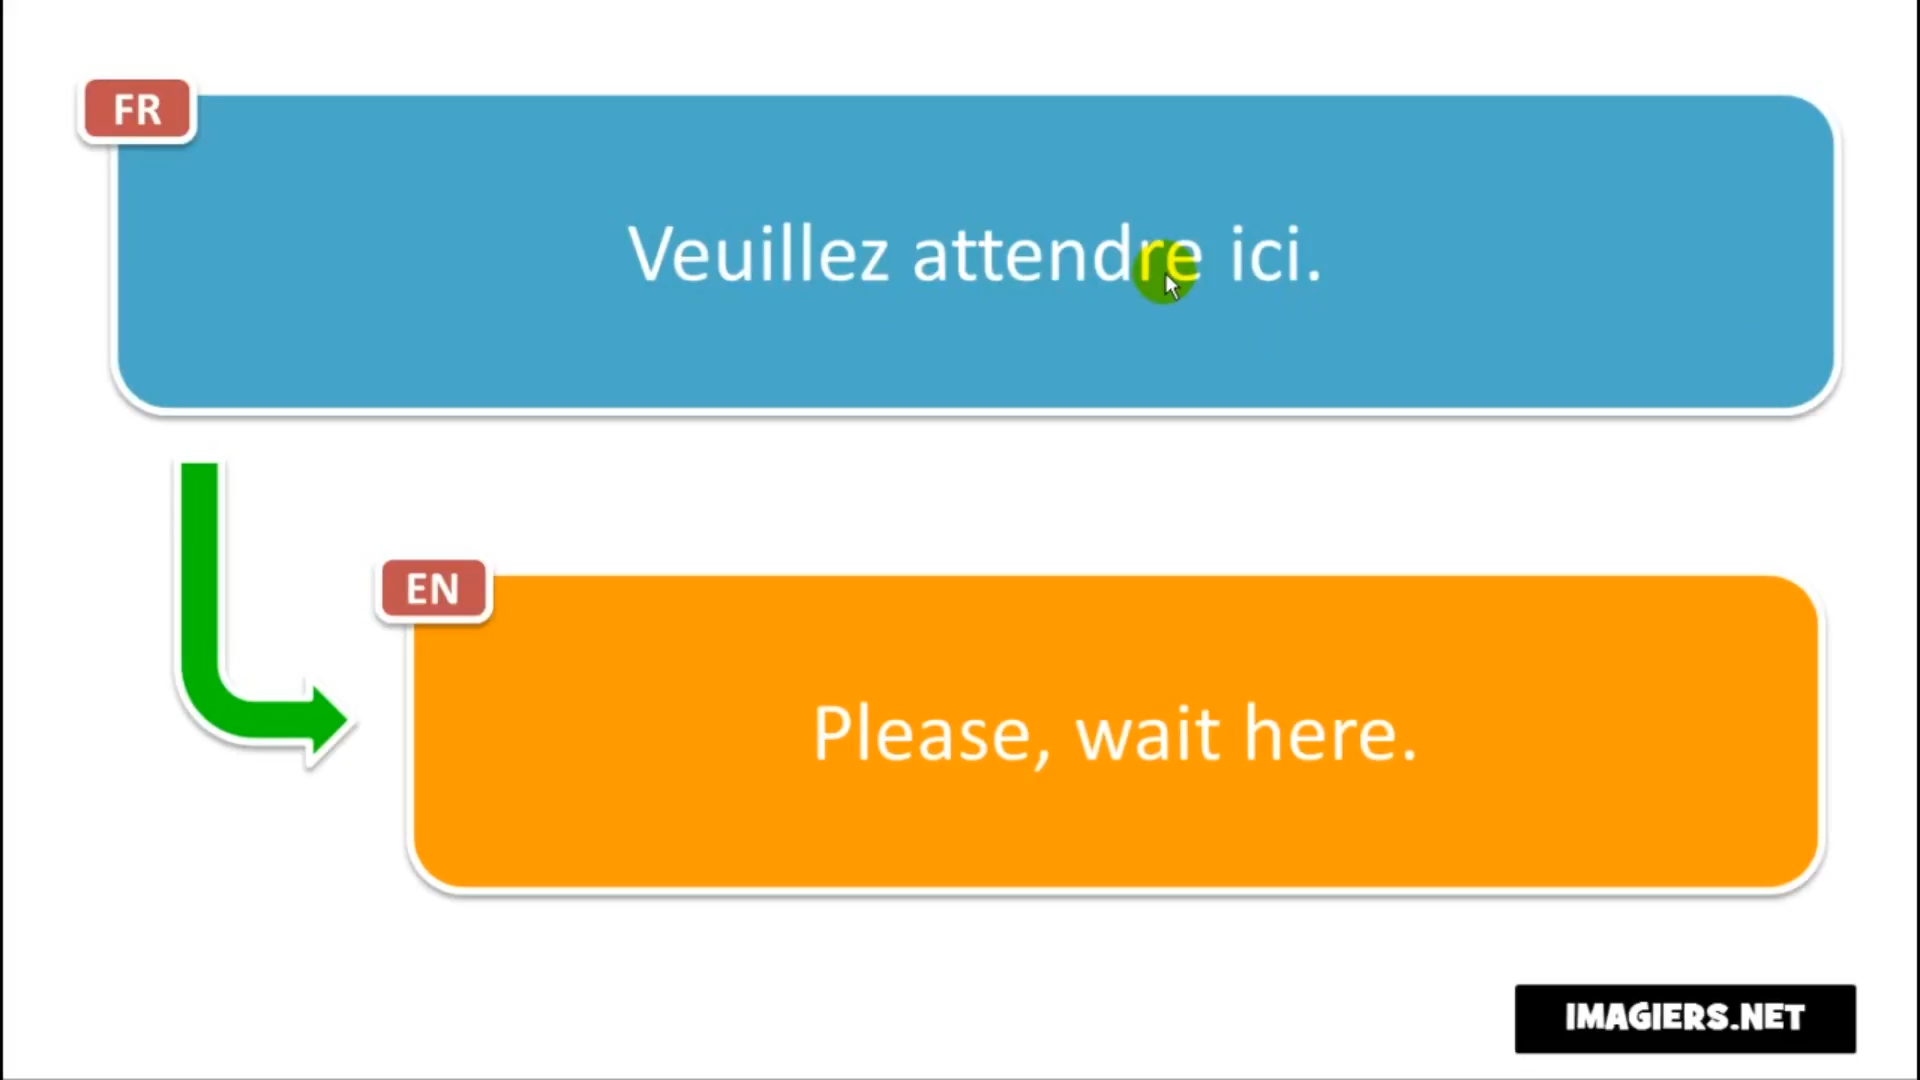 FR
Veuillez attendre ici.
EN
Please, wait here.
IMAGIERS.NET